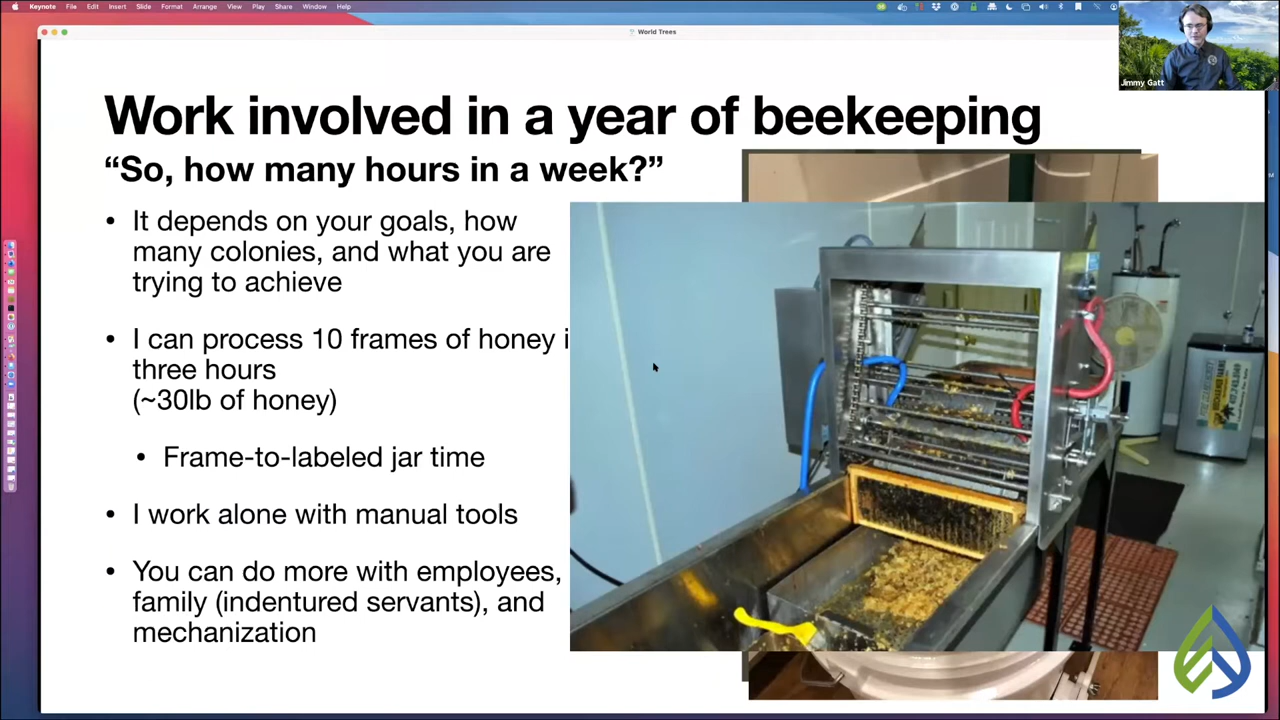 Keynote File Edit Insert Slide Format Arrange View Play Share Window Help
World Trees
Jimmy Gatt
Work involved in a year of beekeeping
“So, how many hours in a week?”
• It depends on your goals, how
many colonies, and what you are
trying to achieve
• I can process 10 frames of honey i
three hours
(~30lb of honey)
• Frame-to-labeled jar time
• I work alone with manual tools
• You can do more with employees,
family (indentured servants), and
mechanization